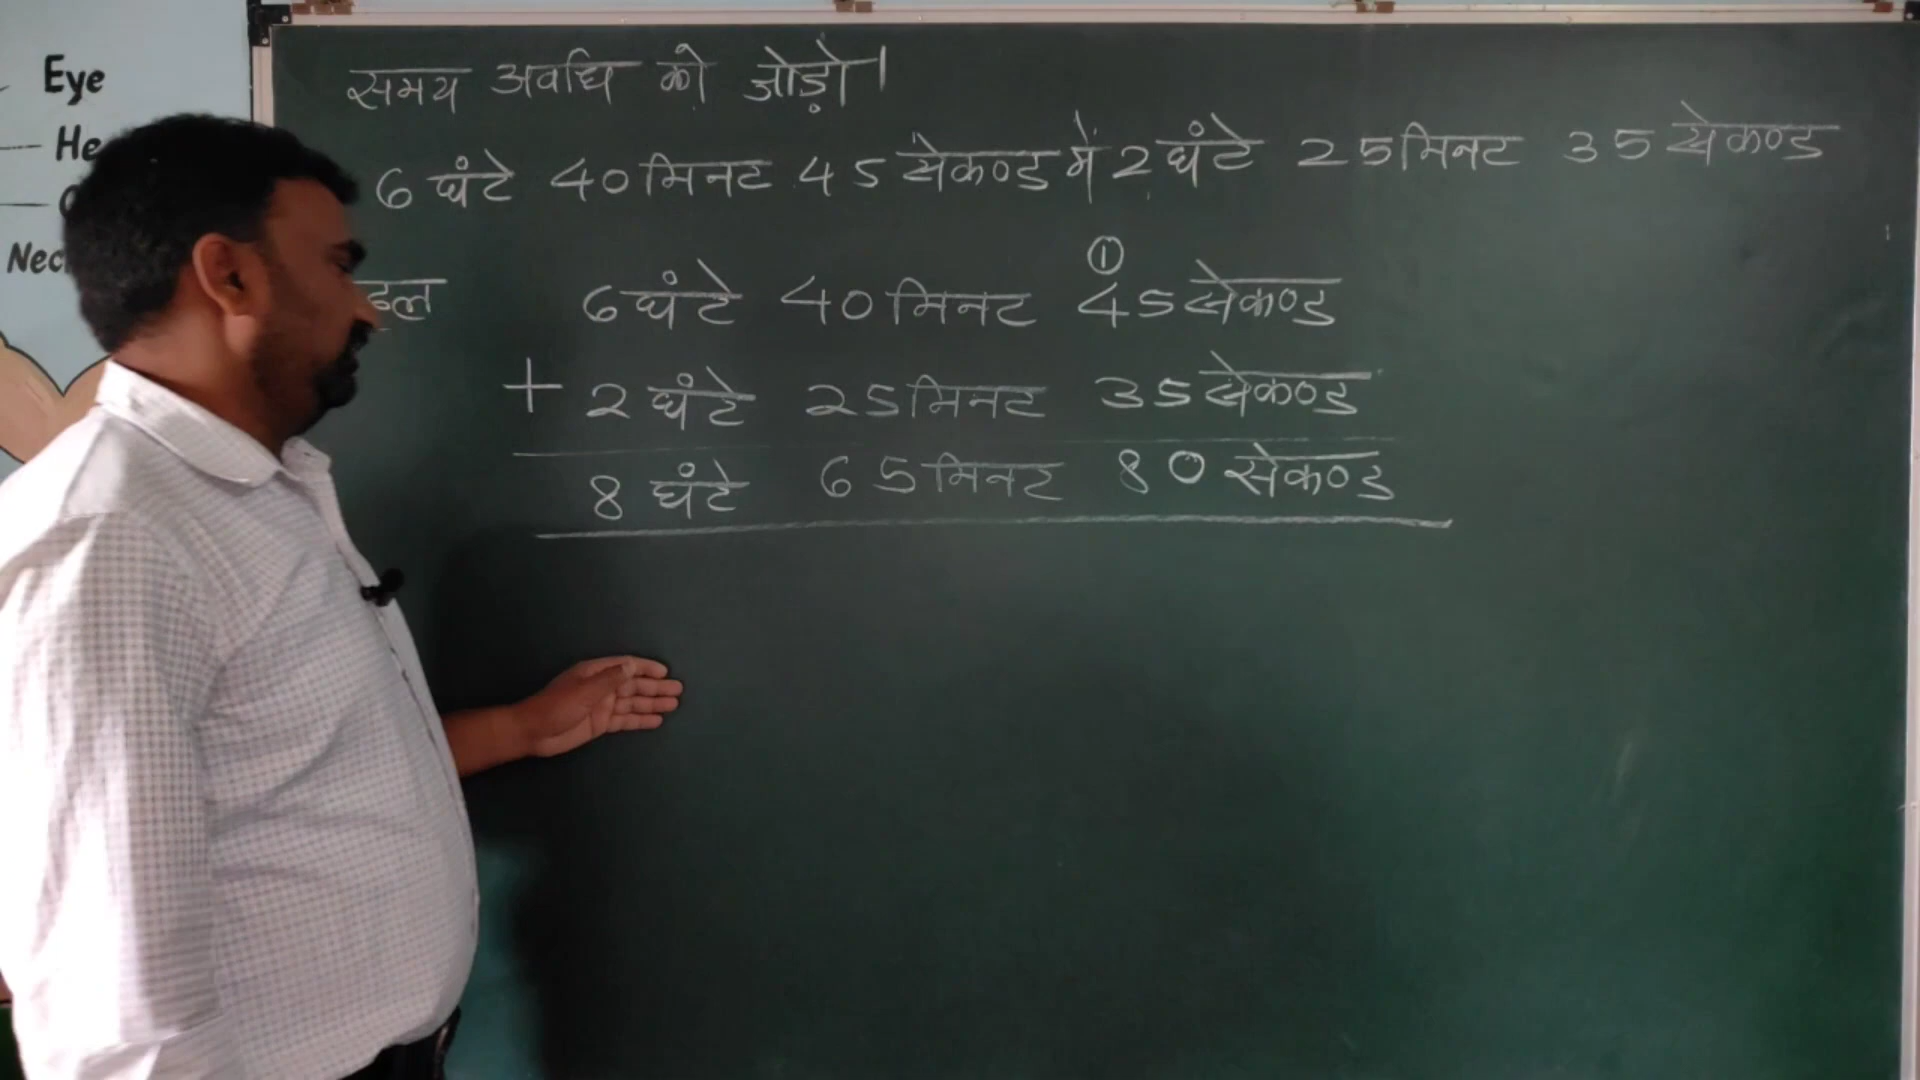 Eye
He
Nec
समय अवधि को जोड़ो।
6 घंटे 40 मिनट 45 सेकण्ड में 2 घंटे 25 मिनट 35 सेकण्ड
हल
①
6 घंटे 40 मिनट 45 सेकण्ड
+ 2 घंटे 25 मिनट 35 सेकण्ड
8 घंटे 65 मिनट 80 सेकण्ड